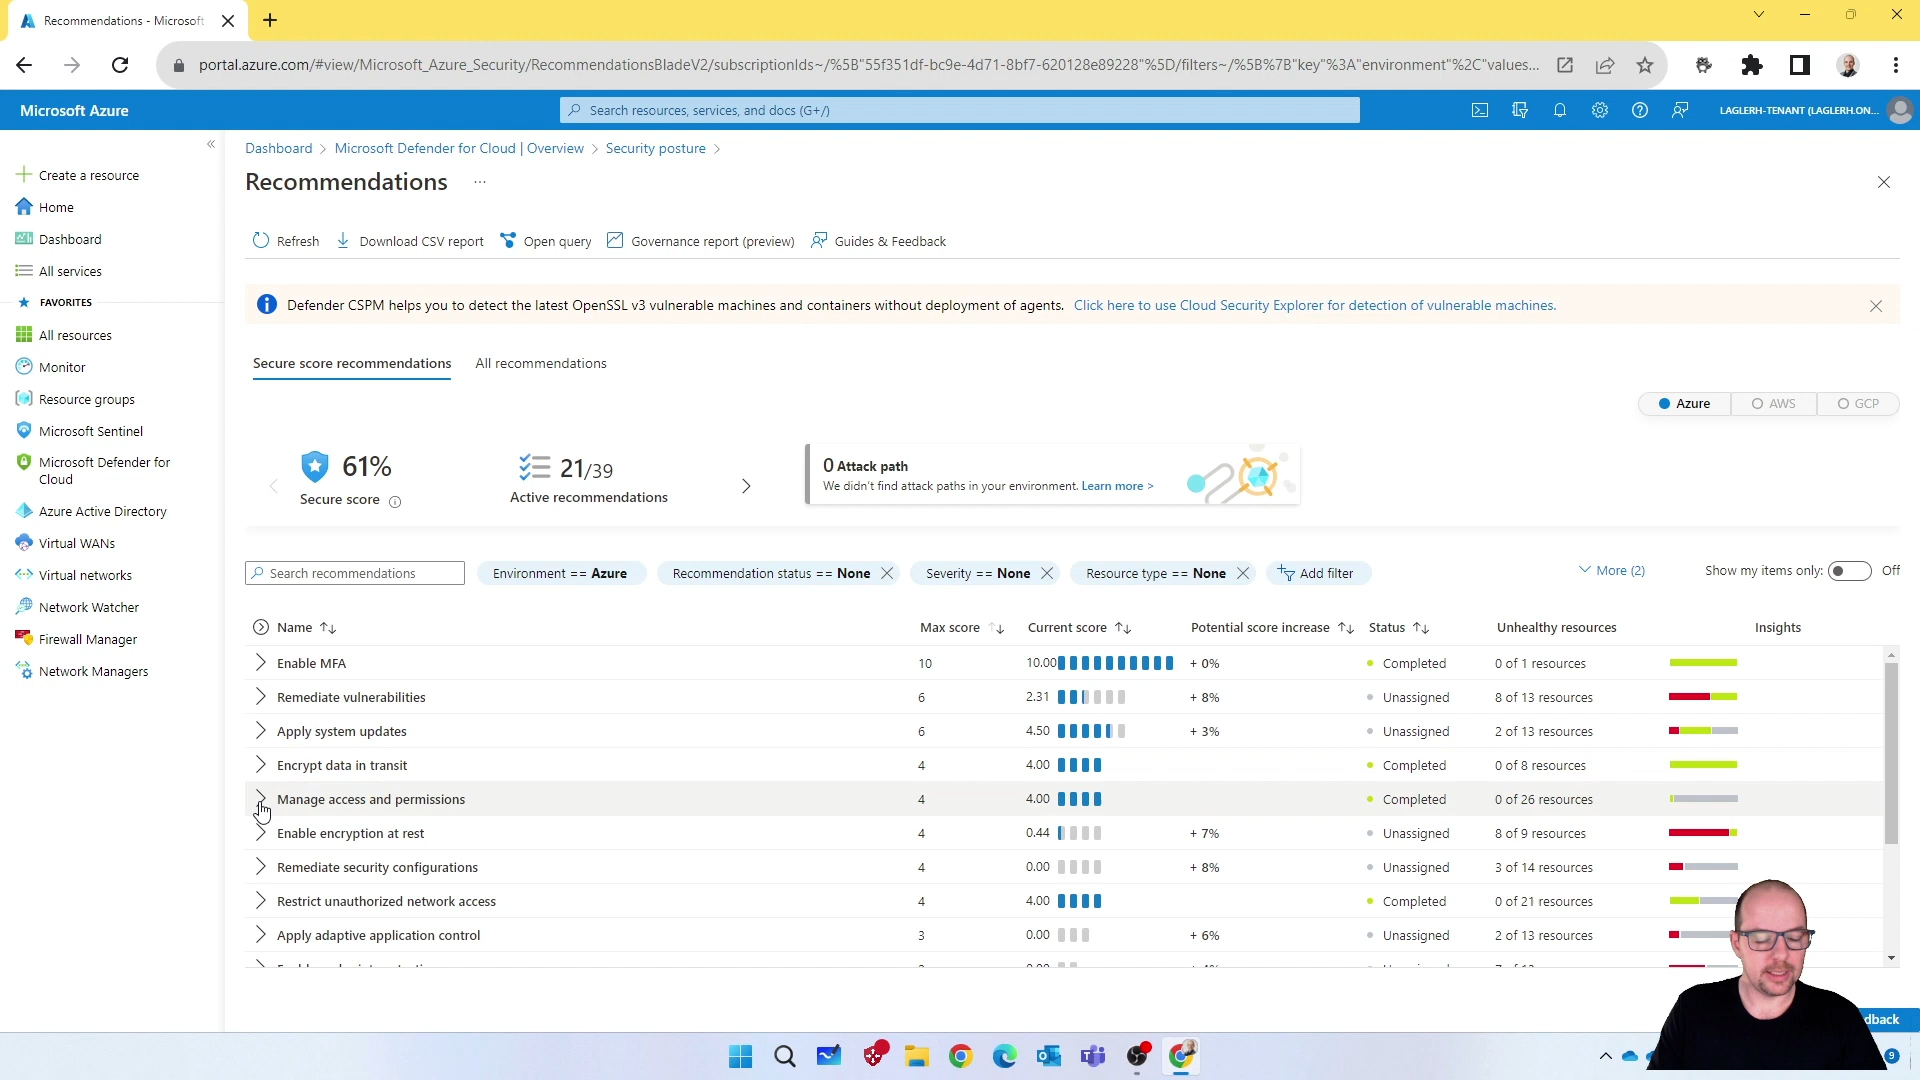 Recommendations - Microsoft
portal.azure.com/#view/Microsoft_Azure_Security/RecommendationsBladeV2/subscriptionIds~/%5B"55f351df-bc9e-4d71-8bf7-620128e89228"%5D/filters~/%5B%7B"key"%3A"environment"%2C"values...
Microsoft Azure
Search resources, services, and docs (G+/)
LAGLERH-TENANT (LAGLERH.ON...
«
Create a resource
Home
Dashboard
All services
FAVORITES
All resources
Monitor
Resource groups
Microsoft Sentinel
Microsoft Defender for
Cloud
Azure Active Directory
Virtual WANs
Virtual networks
Network Watcher
Firewall Manager
Network Managers
Dashboard > Microsoft Defender for Cloud | Overview > Security posture >
Recommendations ...
Refresh Download CSV report Open query Governance report (preview) Guides & Feedback
Defender CSPM helps you to detect the latest OpenSSL v3 vulnerable machines and containers without deployment of agents. Click here to use Cloud Security Explorer for detection of vulnerable machines.
Secure score recommendations All recommendations
Azure AWS GCP
61%
Secure score
21/39
Active recommendations
0 Attack path
We didn't find attack paths in your environment. Learn more >
Search recommendations Environment == Azure Recommendation status == None Severity == None Resource type == None Add filter More (2) Show my items only: Off
Name Max score Current score Potential score increase Status Unhealthy resources Insights
Enable MFA 10 10.00 + 0% Completed 0 of 1 resources
Remediate vulnerabilities 6 2.31 + 8% Unassigned 8 of 13 resources
Apply system updates 6 4.50 + 3% Unassigned 2 of 13 resources
Encrypt data in transit 4 4.00 Completed 0 of 8 resources
Manage access and permissions 4 4.00 Completed 0 of 26 resources
Enable encryption at rest 4 0.44 + 7% Unassigned 8 of 9 resources
Remediate security configurations 4 0.00 + 8% Unassigned 3 of 14 resources
Restrict unauthorized network access 4 4.00 Completed 0 of 21 resources
Apply adaptive application control 3 0.00 + 6% Unassigned 2 of 13 resources
dback
9